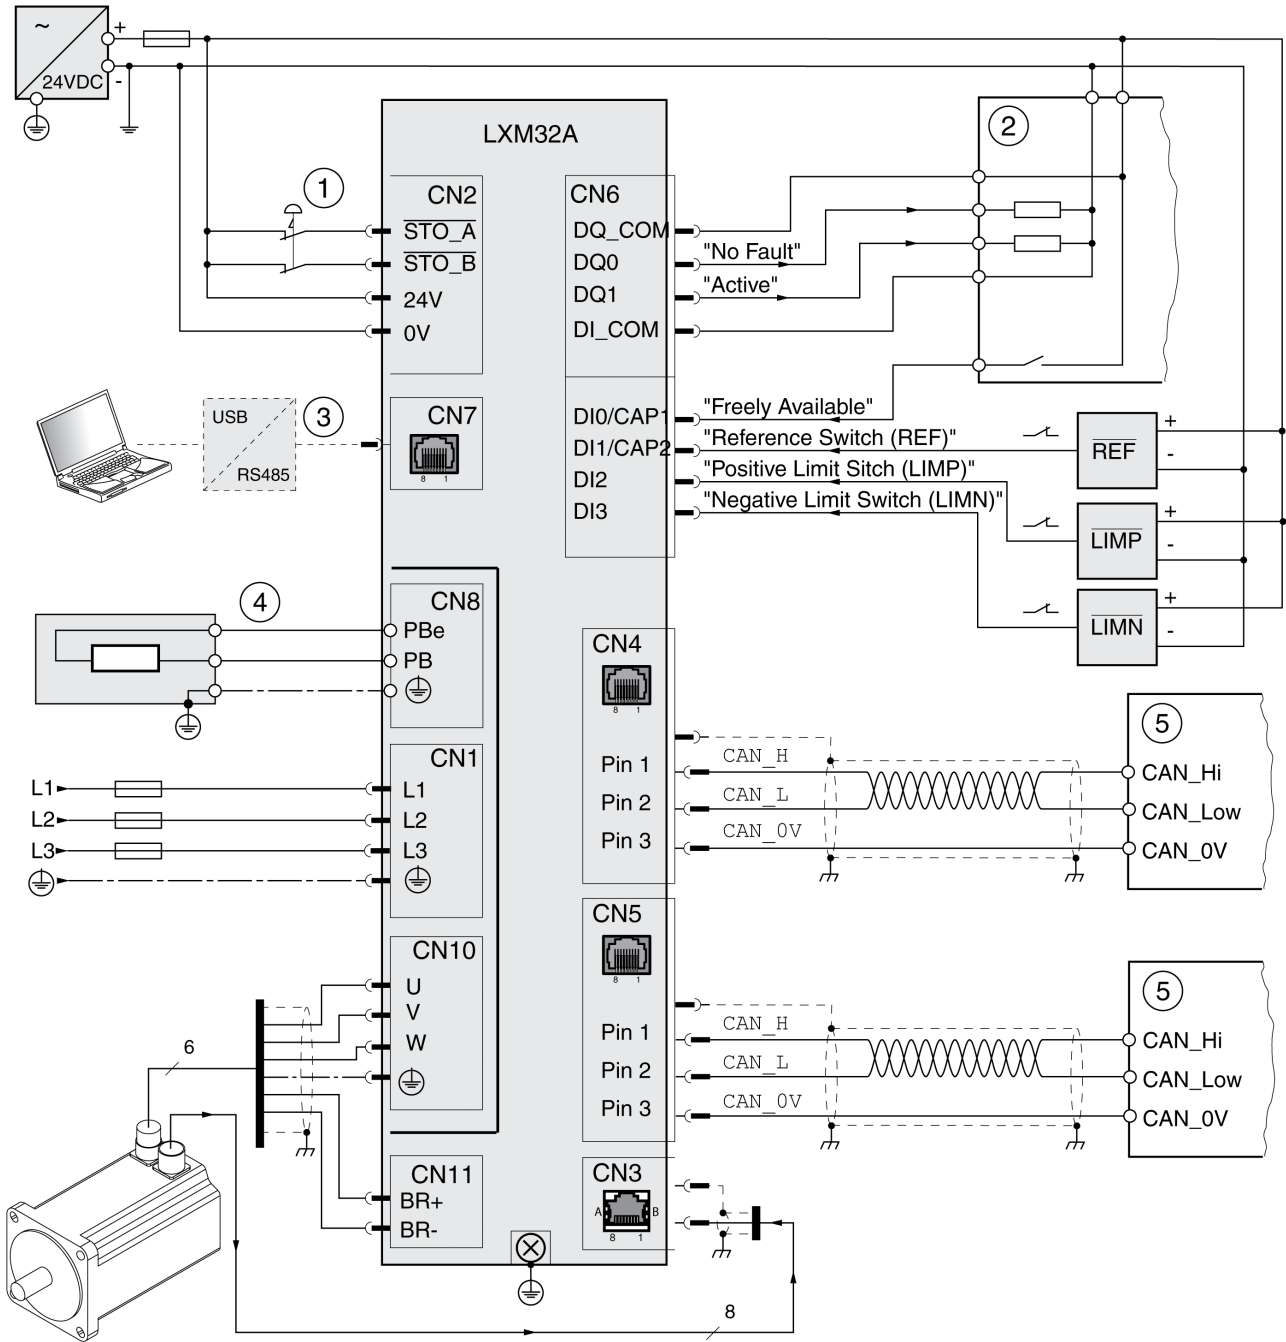 ~
+
24VDC
-
LXM32A
1
2
CN2
STO_A
STO_B
24V
0V
CN6
DQ_COM
DQ0
DQ1
DI_COM
"No Fault"
"Active"
DI0/CAP1
DI1/CAP2
DI2
DI3
"Freely Available"
"Reference Switch (REF)"
"Positive Limit Sitch (LIMP)"
"Negative Limit Switch (LIMN)"
REF
+
-
LIMP
+
-
LIMN
+
-
USB
RS485
3
CN7
8 1
4
CN8
PBe
PB
CN1
L1
L2
L3
L1
L2
L3
CN4
8 1
Pin 1
Pin 2
Pin 3
CAN_H
CAN_L
CAN_0V
5
CAN_Hi
CAN_Low
CAN_0V
CN10
U
V
W
6
CN5
8 1
Pin 1
Pin 2
Pin 3
CAN_H
CAN_L
CAN_0V
5
CAN_Hi
CAN_Low
CAN_0V
CN11
BR+
BR-
CN3
A B
8 1
8